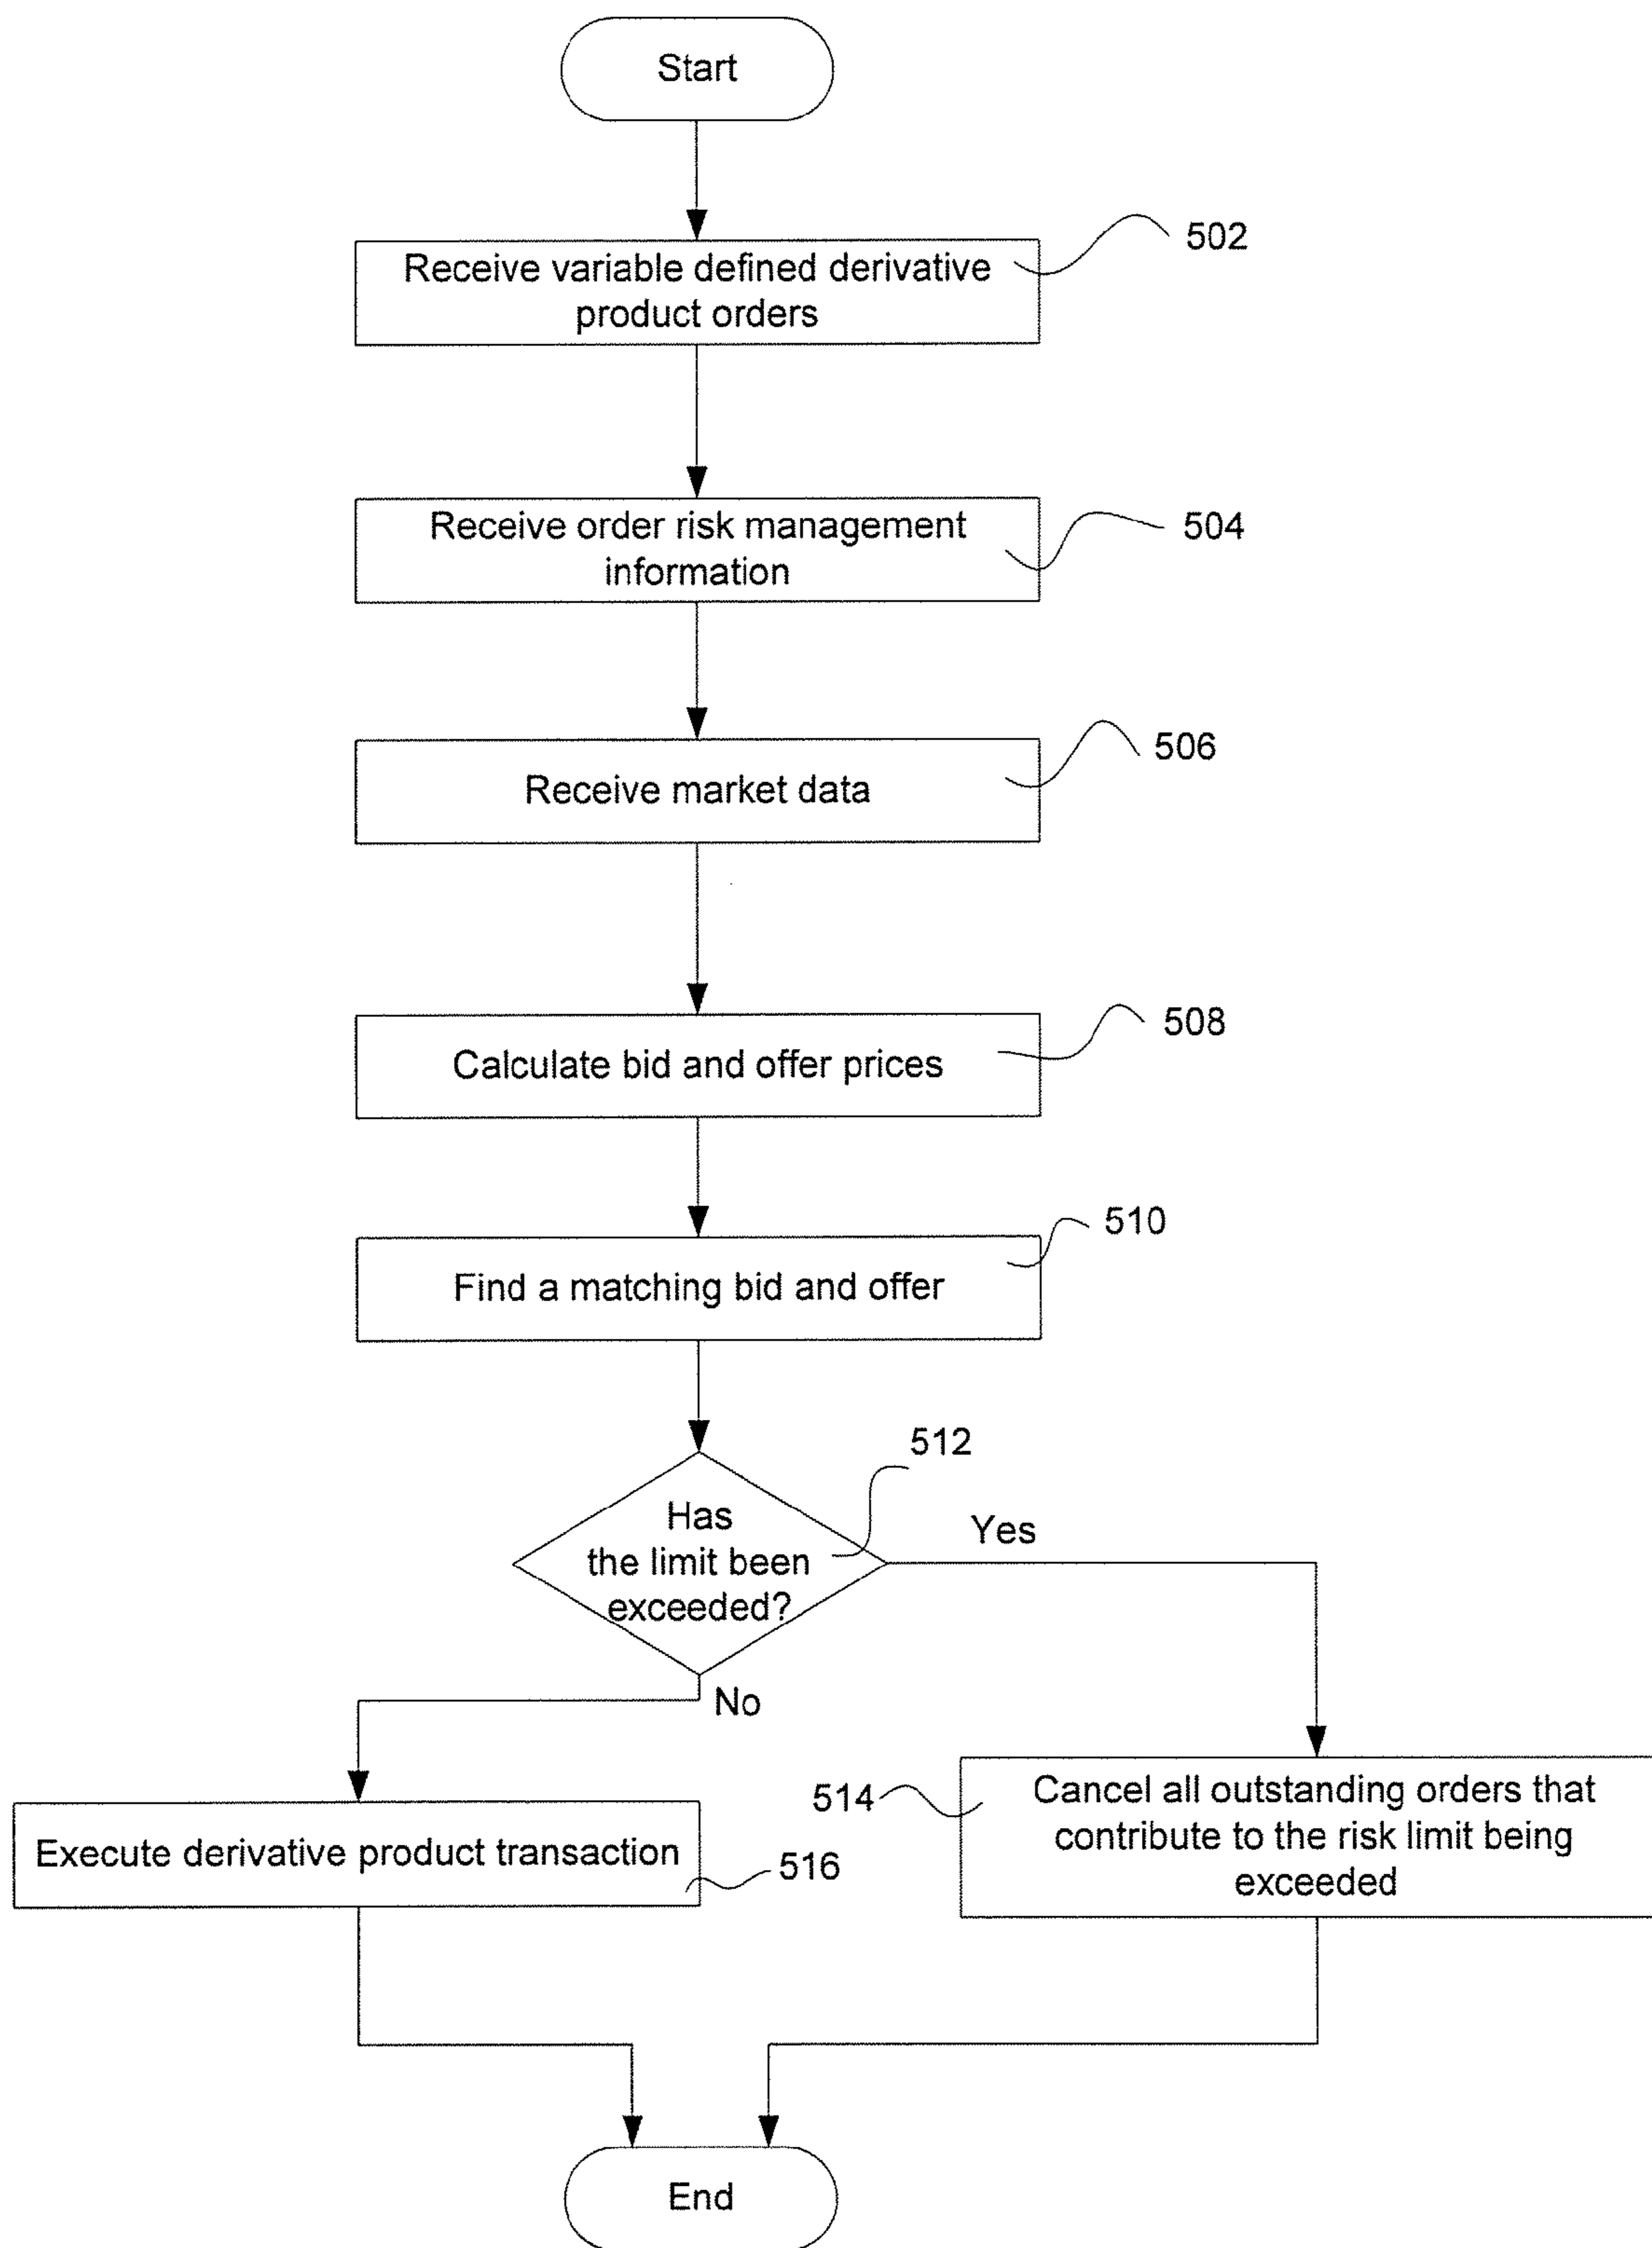 Start
Receive variable defined derivative
product orders
502
Receive order risk management
information
504
Receive market data
506
Calculate bid and offer prices
508
Find a matching bid and offer
510
Has
the limit been
exceeded?
512
Yes
No
Execute derivative product transaction
516
514
Cancel all outstanding orders that
contribute to the risk limit being
exceeded
End